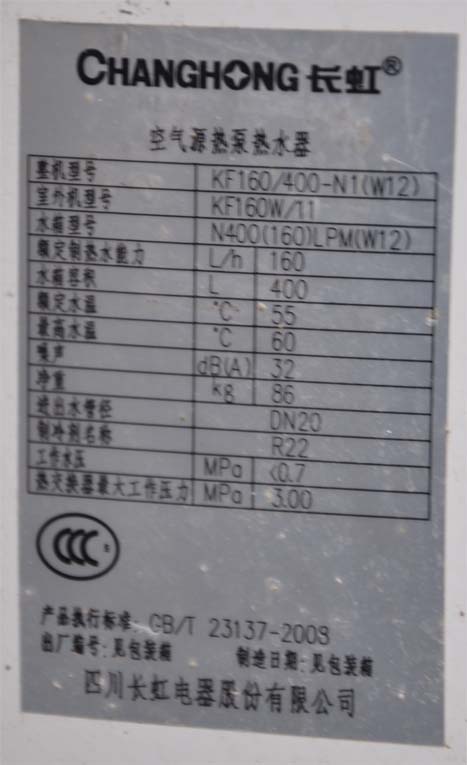 CHANGHONG 长虹®
空气源热泵热水器
整机型号 KF160/400-N1(W12)
室外机型号 KF160W/11
水箱型号 N400(160)LPM(W12)
额定制热水能力 L/h 160
水箱容积 L 400
额定水温 °C 55
最高水温 °C 60
噪声 dB(A) 32
净重 kg 86
进出水管径 DN20
制冷剂名称 R22
工作水压 MPa <0.7
热交换器最大工作压力 MPa 3.00
CCC S
产品执行标准: GB/T 23137-2008
出厂编号:见包装箱 制造日期:见包装箱
四川长虹电器股份有限公司